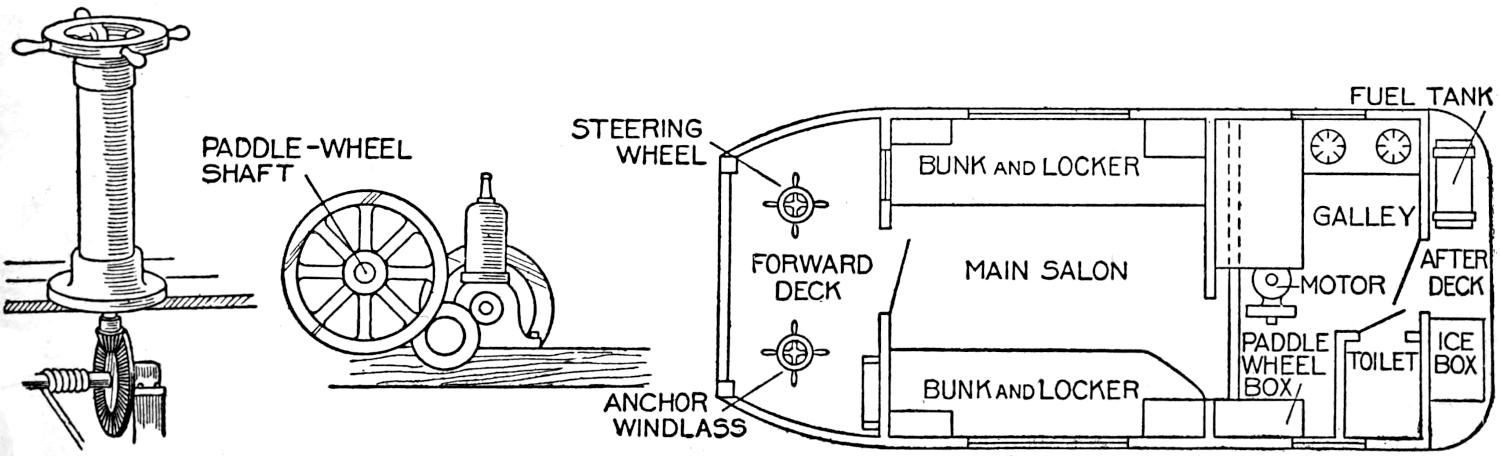 PADDLE-WHEEL
SHAFT
STEERING
WHEEL
FORWARD
DECK
ANCHOR
WINDLASS
BUNK AND LOCKER
MAIN SALON
BUNK AND LOCKER
FUEL TANK
GALLEY
MOTOR
AFTER
DECK
PADDLE
WHEEL
BOX
TOILET
ICE
BOX